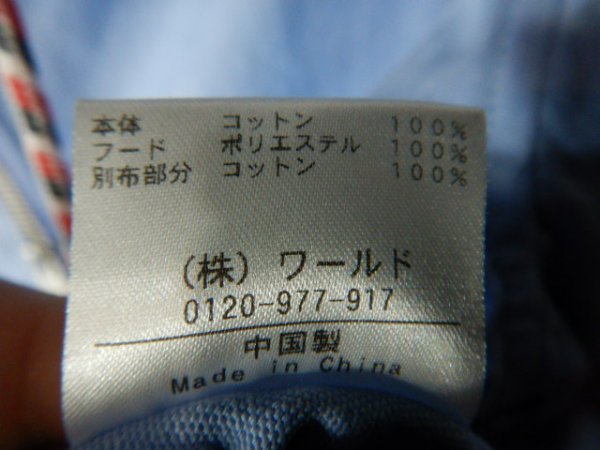 本体 コットン 100%
フード ポリエステル 100%
別布部分 コットン 100%
(株) ワールド
0120-977-917
中国製
Made in China